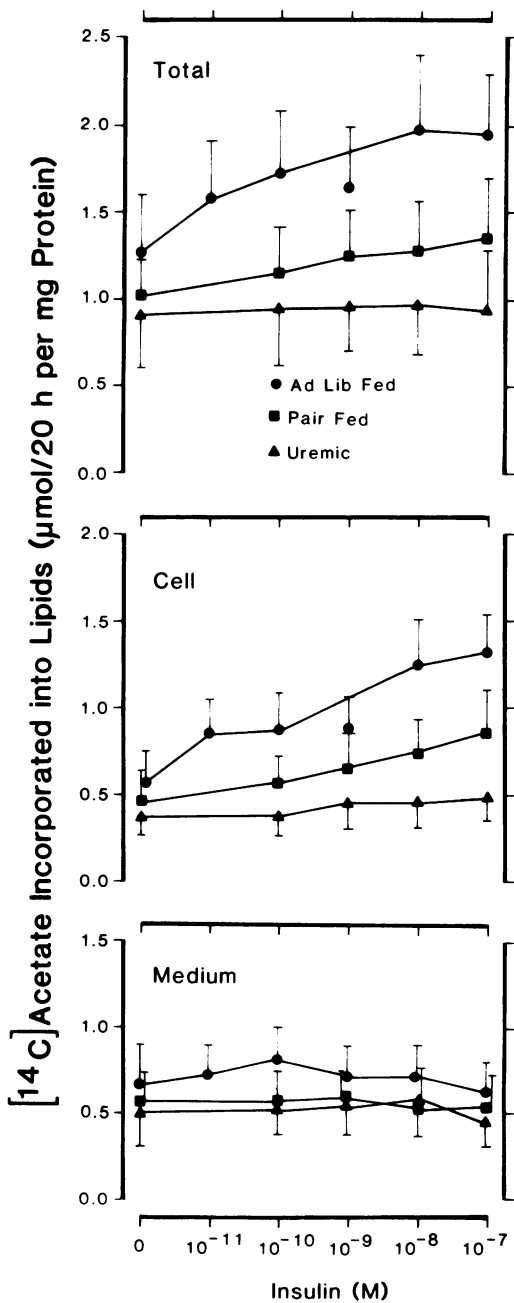 [14C]Acetate Incorporated into Lipids (μmol/20 h per mg Protein)
Total
2.5
2.0
1.5
1.0
0.5
0.0
Ad Lib Fed
Pair Fed
Uremic
Cell
2.0
1.5
1.0
0.5
0.0
Medium
1.5
1.0
0.5
0.0
0 10-11 10-10 10-9 10-8 10-7
Insulin (M)